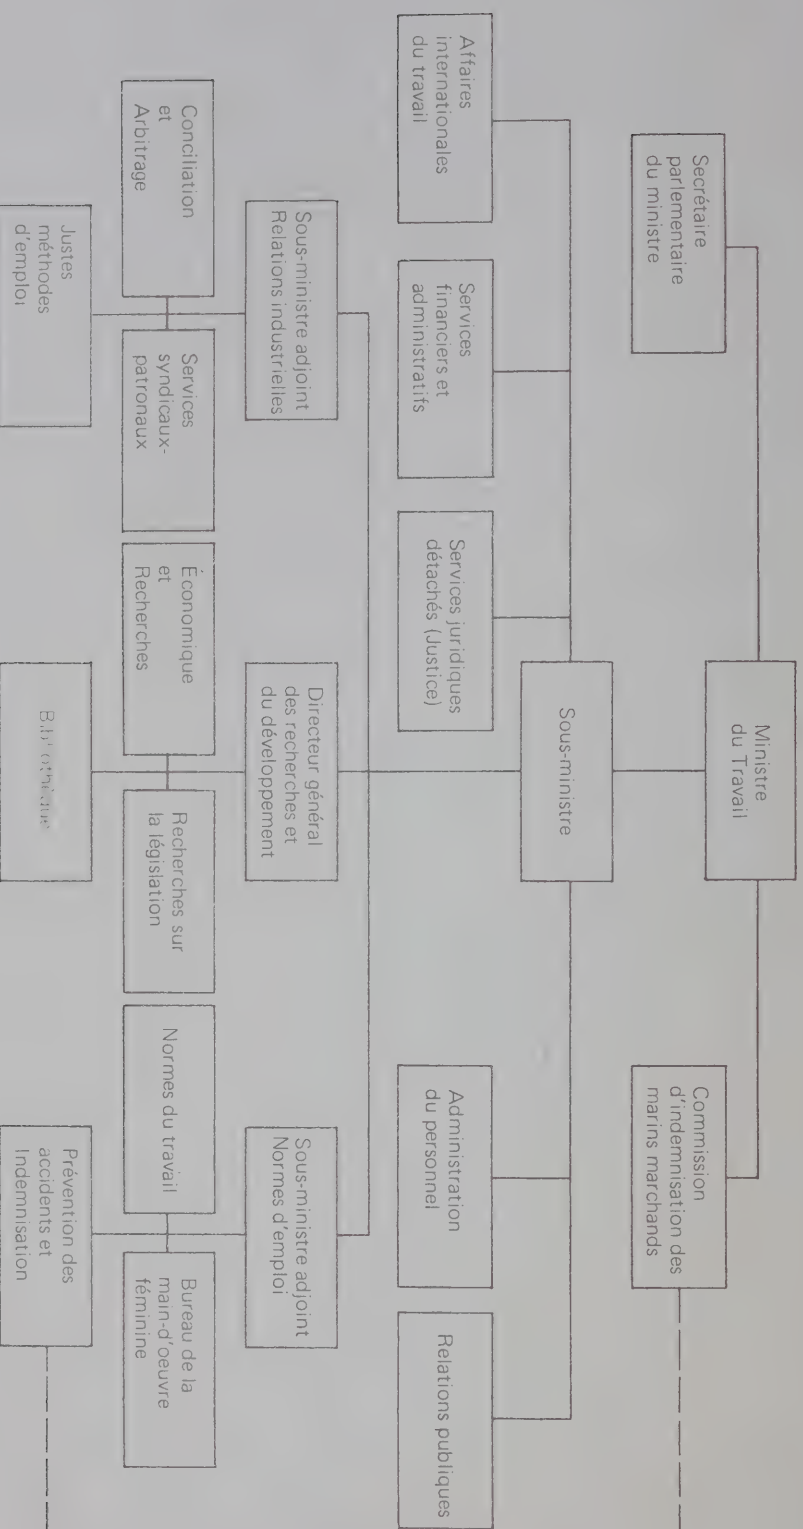 Ministre
du Travail
Secrétaire
parlementaire
du ministre
Commission
d'indemnisation des
marins marchands
Sous-ministre
Affaires
internationales
du travail
Services
financiers et
administratifs
Services juridiques
détachés (Justice)
Administration
du personnel
Relations publiques
Sous-ministre adjoint
Relations industrielles
Directeur général
des recherches et
du développement
Sous-ministre adjoint
Normes d'emploi
Conciliation
et
Arbitrage
Services
syndicaux-
patronaux
Économique
et
Recherches
Recherches sur
la législation
Normes du travail
Bureau de la
main-d'oeuvre
féminine
Justes
méthodes
d'emploi
Prévention des
accidents et
Indemnisation